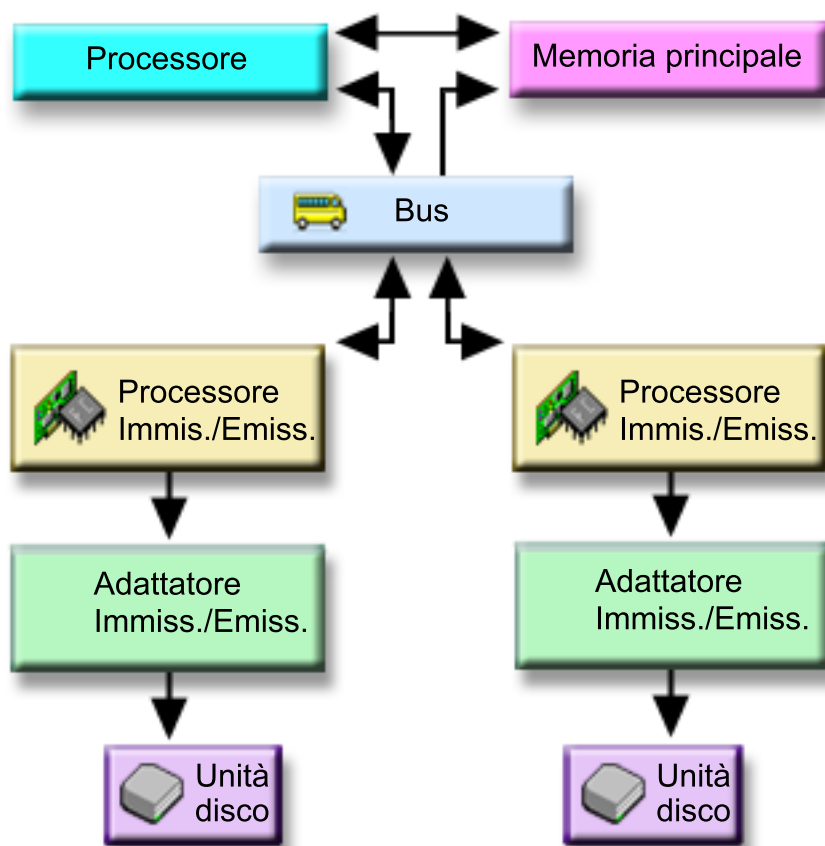 Processore
Memoria principale
Bus
Processore
Immis./Emiss.
Processore
Immis./Emiss.
Adattatore
Immiss./Emiss.
Adattatore
Immiss./Emiss.
Unità
disco
Unità
disco